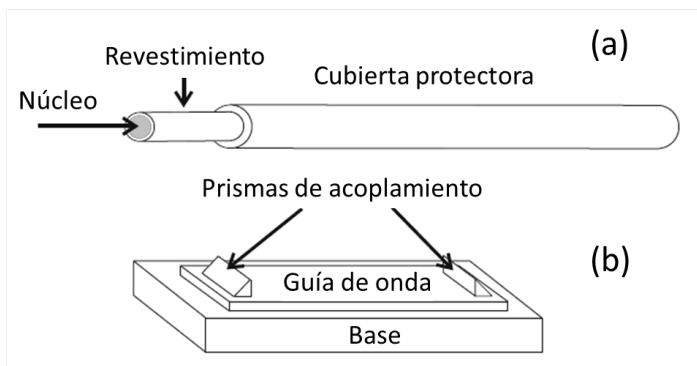 (a)
Revestimiento
Cubierta protectora
Núcleo
Prismas de acoplamiento
(b)
Guía de onda
Base